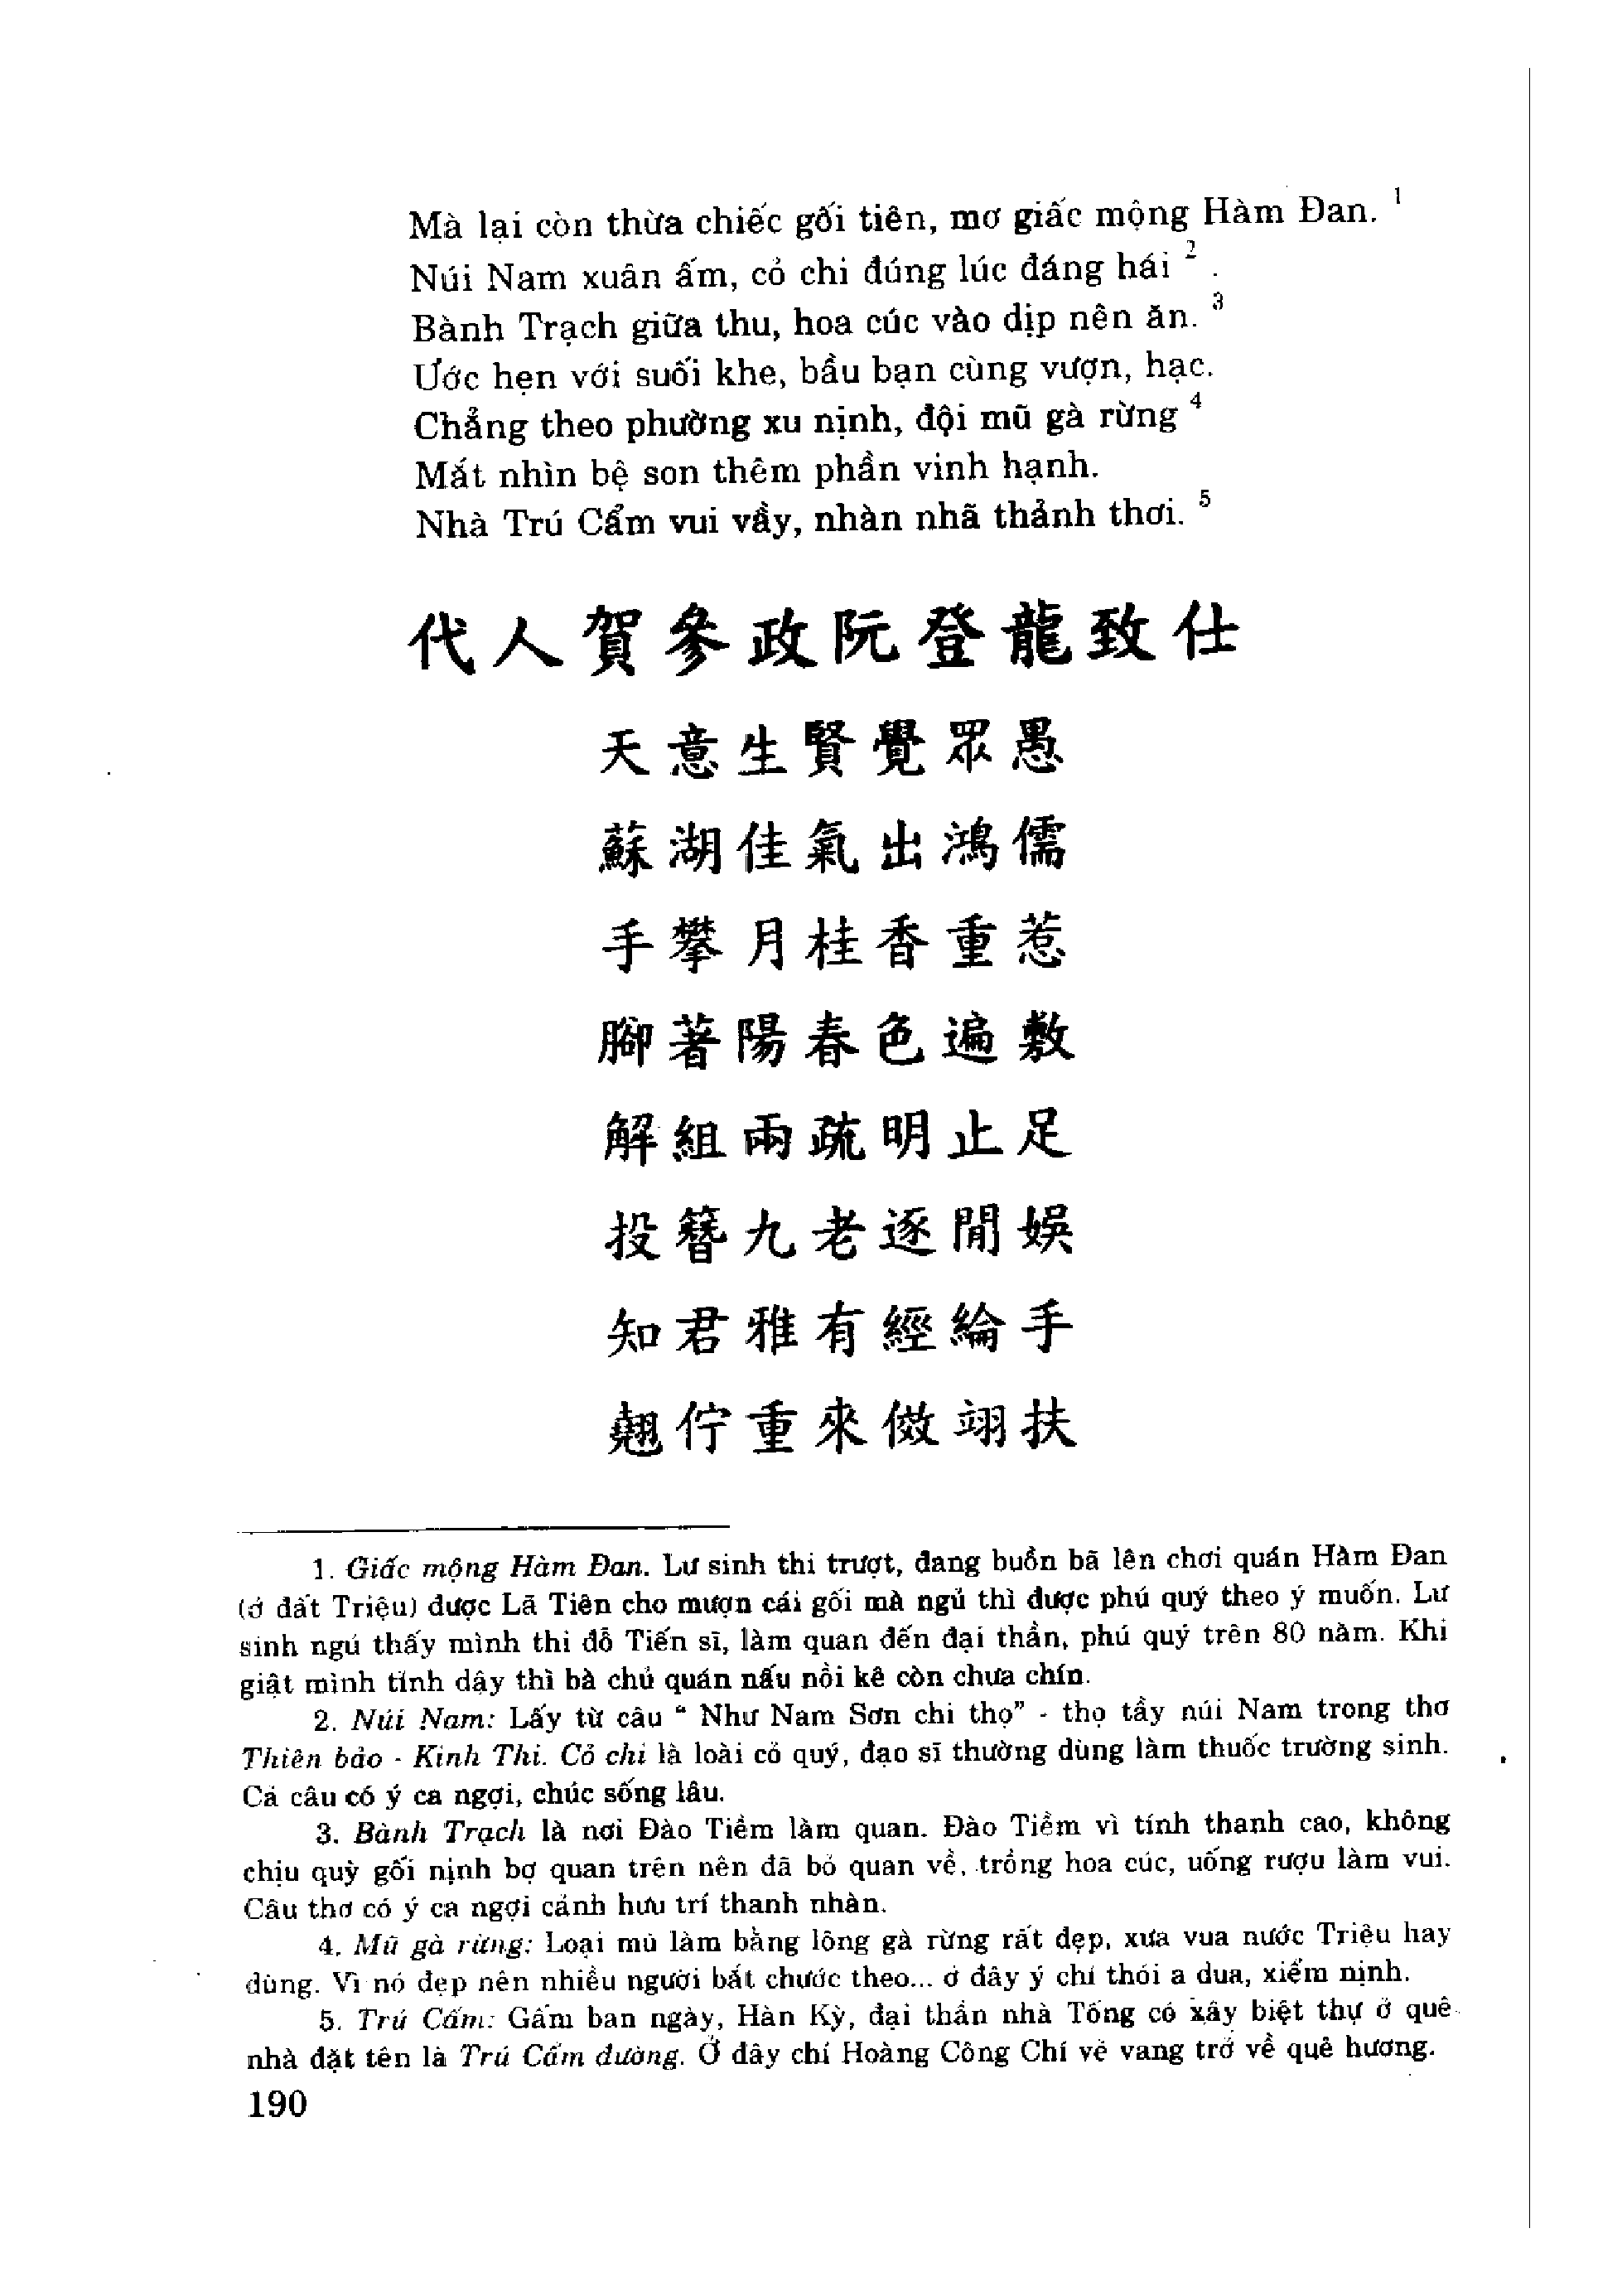 Mà lại còn thừa chiếc gối tiên, mơ giấc mộng Hàm Đan. 1
Núi Nam xuân ấm, cỏ chi đúng lúc đáng hái 2 .
Bành Trạch giữa thu, hoa cúc vào dịp nên ăn. 3
Ước hẹn với suối khe, bầu bạn cùng vượn, hạc.
Chẳng theo phường xu nịnh, đội mũ gà rừng 4
Mắt nhìn bệ son thêm phần vinh hạnh.
Nhà Trú Cẩm vui vầy, nhàn nhã thảnh thơi. 5
代人賀參政阮登龍致仕
天意生賢覺眾愚
蘇湖佳氣出鴻儒
手攀月桂香重惹
腳著陽春色遍敷
解組兩疏明止足
投簪九老逐閒娛
知君雅有經綸手
翹佇重來做翊扶
1. Giấc mộng Hàm Đan. Lư sinh thi trượt, đang buồn bã lên chơi quán Hàm Đan
(ở đất Triệu) được Lã Tiên cho mượn cái gối mà ngủ thì được phú quý theo ý muốn. Lư
sinh ngủ thấy mình thi đỗ Tiến sĩ, làm quan đến đại thần, phú quý trên 80 năm. Khi
giật mình tỉnh dậy thì bà chủ quán nấu nồi kê còn chưa chín.
2. Núi Nam: Lấy từ câu “ Như Nam Sơn chi thọ” - thọ tầy núi Nam trong thơ
Thiên bảo - Kinh Thi. Cỏ chi là loài cỏ quý, đạo sĩ thường dùng làm thuốc trường sinh.
Cả câu có ý ca ngợi, chúc sống lâu.
3. Bành Trạch là nơi Đào Tiềm làm quan. Đào Tiềm vì tính thanh cao, không
chịu quỳ gối nịnh bợ quan trên nên đã bỏ quan về, trồng hoa cúc, uống rượu làm vui.
Câu thơ có ý ca ngợi cảnh hưu trí thanh nhàn.
4. Mũ gà rừng: Loại mũ làm bằng lông gà rừng rất đẹp, xưa vua nước Triệu hay
dùng. Vì nó đẹp nên nhiều người bắt chước theo... ở đây ý chỉ thói a dua, xiểm nịnh.
5. Trú Cẩm: Gấm ban ngày, Hàn Kỳ, đại thần nhà Tống có xây biệt thự ở quê
nhà đặt tên là Trú Cẩm đường. Ở đây chỉ Hoàng Công Chí vẻ vang trở về quê hương.
190